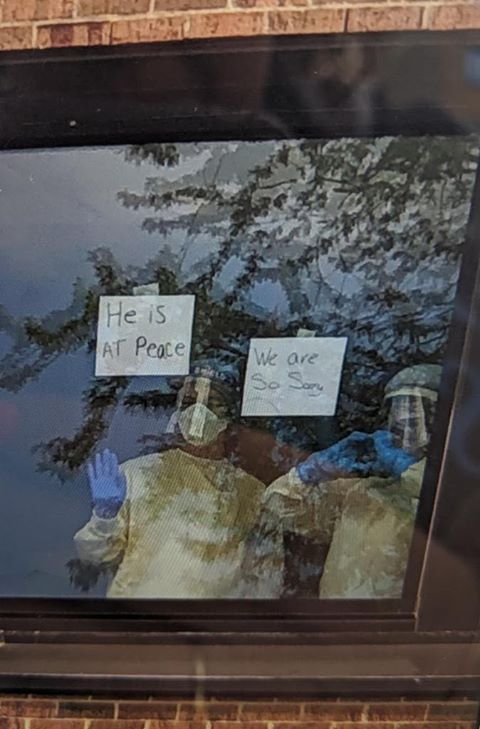 He is
AT Peace
We are
So Sorry